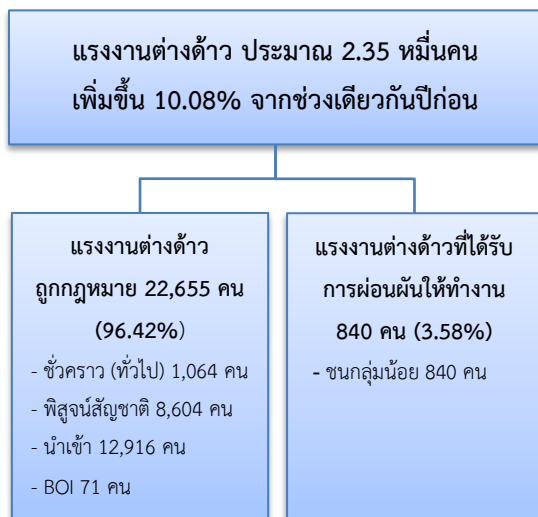 แรงงานต่างด้าว ประมาณ 2.35 หมื่นคน
เพิ่มขึ้น 10.08% จากช่วงเดียวกันปีก่อน
แรงงานต่างด้าว
ถูกกฎหมาย 22,655 คน
(96.42%)
- ชั่วคราว (ทั่วไป) 1,064 คน
- พิสูจน์สัญชาติ 8,604 คน
- นำเข้า 12,916 คน
- BOI 71 คน
แรงงานต่างด้าวที่ได้รับ
การผ่อนผันให้ทำงาน
840 คน (3.58%)
- ชนกลุ่มน้อย 840 คน